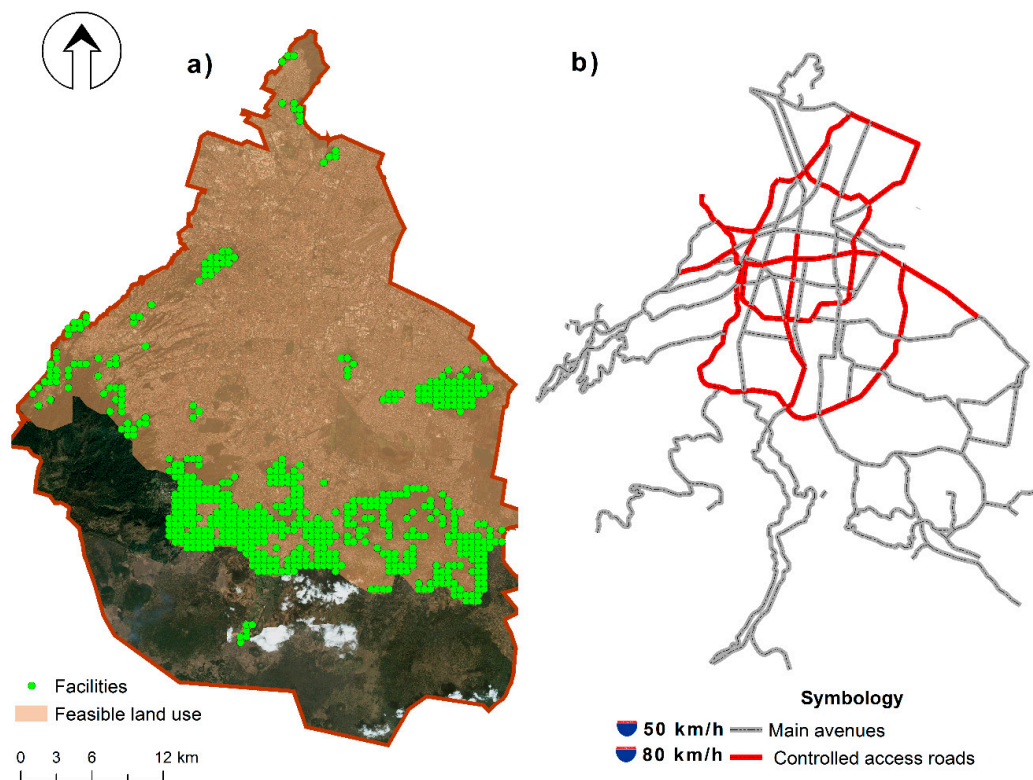 a)
b)
Facilities
Feasible land use
0 3 6 12 km
Symbology
50 km/h Main avenues
80 km/h Controlled access roads